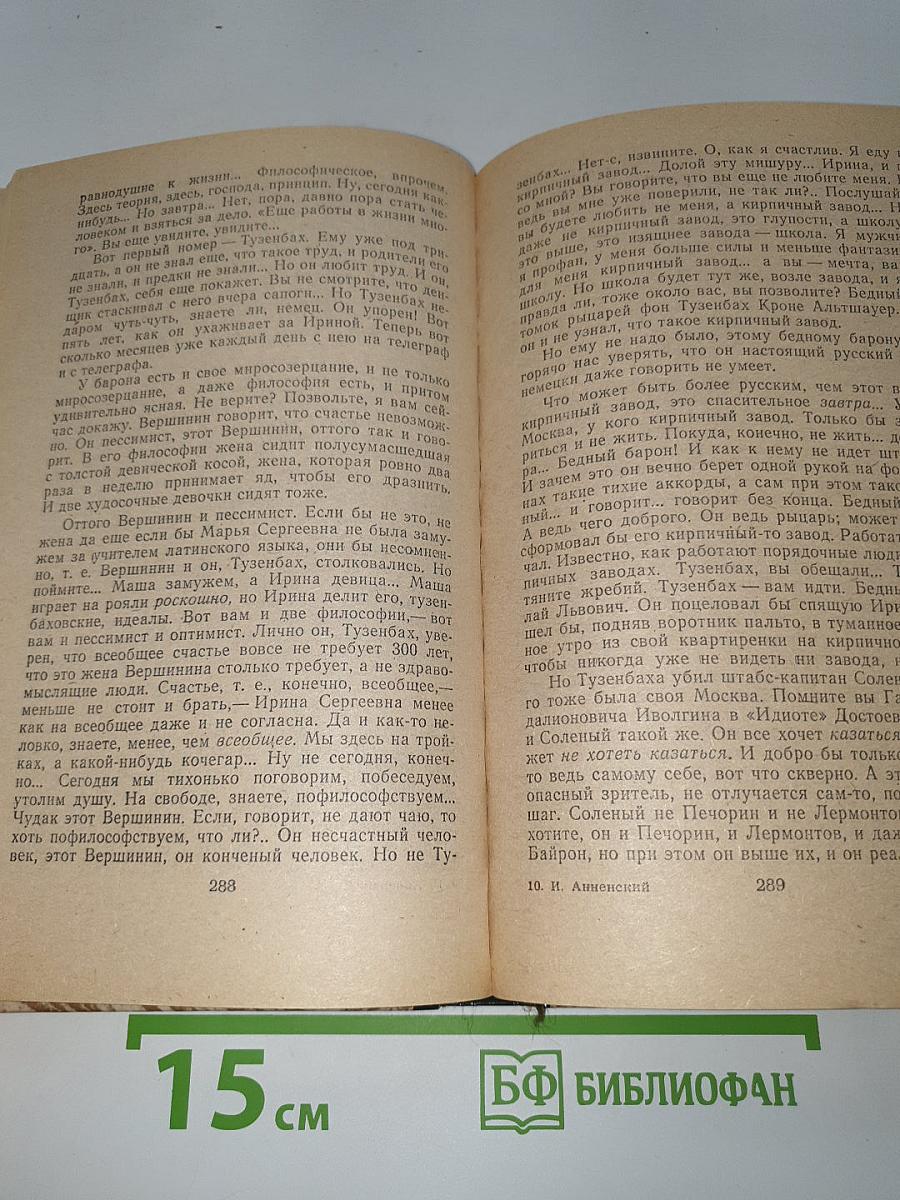 равнодушие к жизни... Философическое, впрочем.
Здесь теория, здесь, господа, принцип. Ну, сегодня как-
нибудь... Но завтра... Нет, пора, давно пора стать че-
ловеком и взяться за дело. «Еще работы в жизни мно-
го». Вы еще увидите, увидите...
Вот первый номер — Тузенбах. Ему уже под три-
дцать, а он не знал еще, что такое труд, и родители его
не знали, и предки не знали... Но он любит труд. И он,
Тузенбах, себя еще покажет. Вы не смотрите, что ден-
щик стаскивал с него вчера сапоги... Но Тузенбах не-
даром чуть-чуть, знаете ли, немец. Он упорен! Вот
пять лет, как он ухаживает за Ириной. Теперь вот
сколько месяцев уже каждый день с нею на телеграф
и с телеграфа.
У барона есть и свое миросозерцание, и не только
миросозерцание, а даже философия есть, и притом
удивительно ясная. Не верите? Позвольте, я вам сей-
час докажу. Вершинин говорит, что счастье невозмож-
но. Он пессимист, этот Вершинин, оттого так и гово-
рит. В его философии жена сидит полусумасшедшая
с толстой девической косой, жена, которая ровно два
раза в неделю принимает яд, чтобы его дразнить.
И две худосочные девочки сидят тоже.
Оттого Вершинин и пессимист. Если бы не это, не
жена да еще если бы Марья Сергеевна не была заму-
жем за учителем латинского языка, они бы несомнен-
но, т. е. Вершинин и он, Тузенбах, столковались. Но
поймите... Маша замужем, а Ирина девица... Маша
играет на рояли роскошно, но Ирина делит его, тузен-
баховские, идеалы. Вот вам и две философии,— вот
вам и пессимист и оптимист. Лично он, Тузенбах, уве-
рен, что всеобщее счастье вовсе не требует 300 лет,
что это жена Вершинина столько требует, а не здраво-
мыслящие люди. Счастье, т. е., конечно, всеобщее,—
меньше не стоит и брать,— Ирина Сергеевна менее
как на всеобщее даже и не согласна. Да и как-то не-
ловко, знаете, менее, чем всеобщее. Мы здесь на трой-
ках, а какой-нибудь кочегар... Ну не сегодня, конеч-
но... Сегодня мы тихонько поговорим, побеседуем,
утолим душу. На свободе, знаете, пофилософствуем...
Чудак этот Вершинин. Если, говорит, не дают чаю, то
хоть пофилософствуем, что ли?.. Он несчастный чело-
век, этот Вершинин, он конченый человек. Но не Ту-
288
зенбах... Нет-с, извините. О, как я счастлив. Я еду
кирпичный завод... Долой эту мишуру... Ирина, и
со мной? Вы говорите, что вы еще не любите меня.
ведь вы мне уже поверили, не так ли?.. Послушай
вы будете любить не меня, а кирпичный завод...
даже не кирпичный завод, это глупости, а школу
это выше, это изящнее завода — школа. Я мужчи
я профан, у меня больше силы и меньше фантази
для меня кирпичный завод... а вы — мечта, ва
школу. Но школа будет тут же, возле завода, и я
правда ли, тоже около вас, вы позволите? Бедный
томок рыцарей фон Тузенбах Кроне Альтшауер.
он и не узнал, что такое кирпичный завод.
Но ему не надо было, этому бедному барону
горячо нас уверять, что он настоящий русский
немецки даже говорить не умеет.
Что может быть более русским, чем этот в
кирпичный завод, это спасительное завтра... У
Москва, у кого кирпичный завод. Только бы з
риться и не жить. Покуда, конечно, не жить... до
ра... Бедный барон! И как к нему не идет шт
И зачем это он вечно берет одной рукой на фо
нах такие тихие аккорды, а сам при этом тако
ный... и говорит... говорит без конца. Бедный
А ведь чего доброго. Он ведь рыцарь; может
сформовал бы его кирпичный-то завод. Работат
чал. Известно, как работают порядочные люди
пичных заводах. Тузенбах, вы обещали... Т
тяните жребий. Тузенбах — вам идти. Бедны
лай Львович. Он поцеловал бы спящую Ири
шел бы, подняв воротник пальто, в туманное
ное утро из свой квартиренки на кирпично
чтобы никогда уже не видеть ни завода, н
Но Тузенбаха убил штабс-капитан Солен
го тоже была своя Москва. Помните вы Га
далионовича Иволгина в «Идиоте» Достоев
и Соленый такой же. Он все хочет казаться
жет не хотеть казаться. И добро бы только
то ведь самому себе, вот что скверно. А эт
опасный зритель, не отлучается сам-то, по
шаг. Соленый не Печорин и не Лермонтов
хотите, он и Печорин, и Лермонтов, и даж
Байрон, но при этом он выше их, и он реа
10. И. Анненский 289
15 см
БФ БИБЛИОФАН